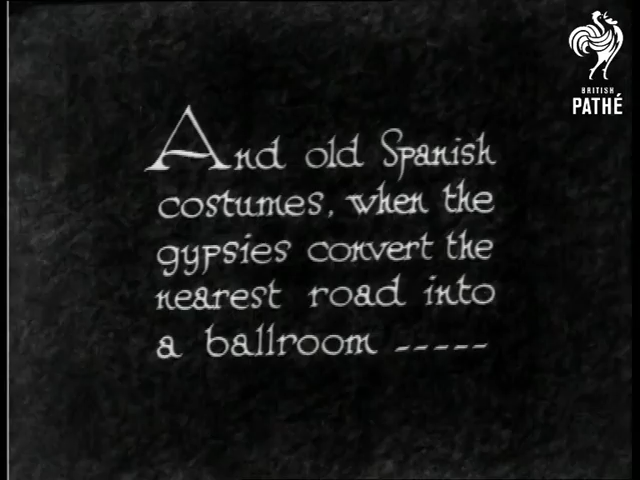 BRITISH
PATHÉ
And old Spanish
costumes, when the
gypsies convert the
nearest road into
a ballroom -----